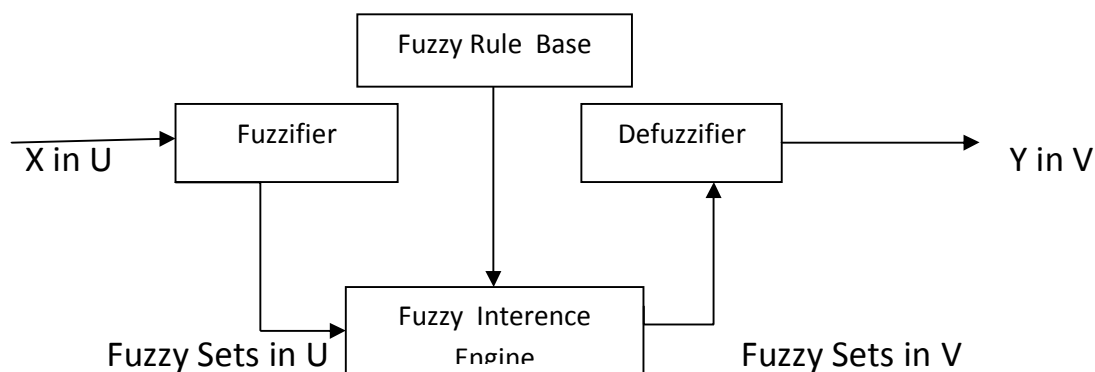 Fuzzy Rule Base
Fuzzifier
Defuzzifier
X in U
Y in V
Fuzzy Interence
Engine
Fuzzy Sets in U
Fuzzy Sets in V